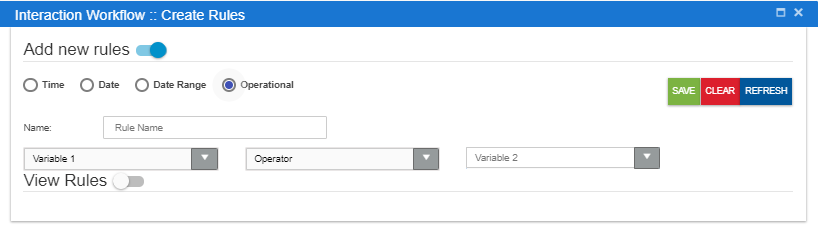 Interaction Workflow :: Create Rules
Add new rules
Time Date Date Range Operational
SAVE CLEAR REFRESH
Name: Rule Name
Variable 1 Operator Variable 2
View Rules